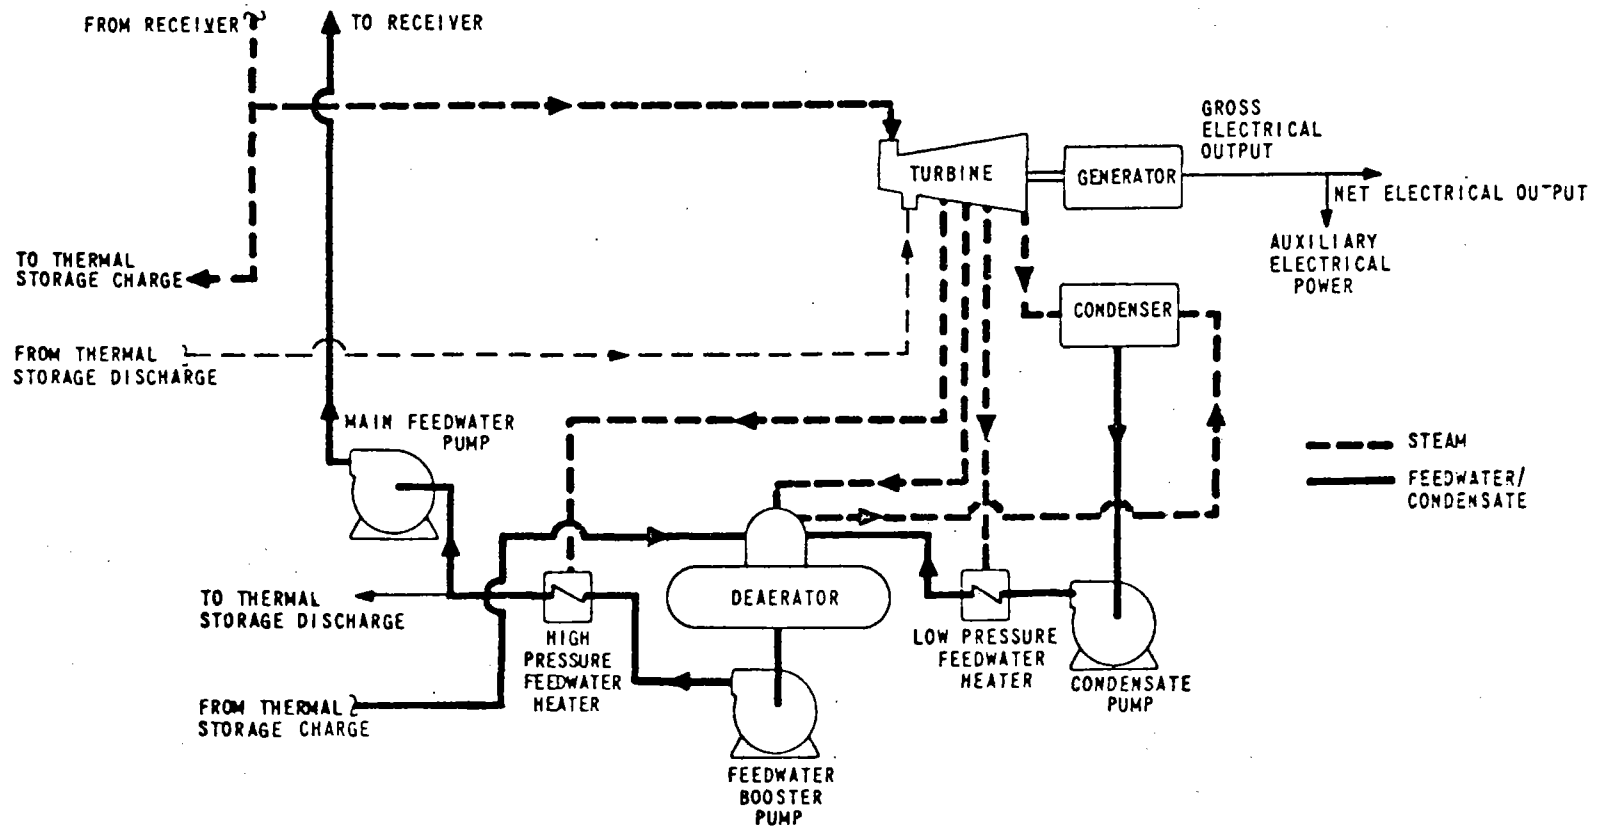 FROM RECEIVER
TO RECEIVER
GROSS
ELECTRICAL
OUTPUT
TURBINE
GENERATOR
NET ELECTRICAL OUTPUT
AUXILIARY
ELECTRICAL
POWER
TO THERMAL
STORAGE CHARGE
CONDENSER
FROM THERMAL
STORAGE DISCHARGE
MAIN FEEDWATER
PUMP
STEAM
FEEDWATER/
CONDENSATE
TO THERMAL
STORAGE DISCHARGE
DEAERATOR
HIGH
PRESSURE
FEEDWATER
HEATER
LOW PRESSURE
FEEDWATER
HEATER
CONDENSATE
PUMP
FROM THERMAL
STORAGE CHARGE
FEEDWATER
BOOSTER
PUMP